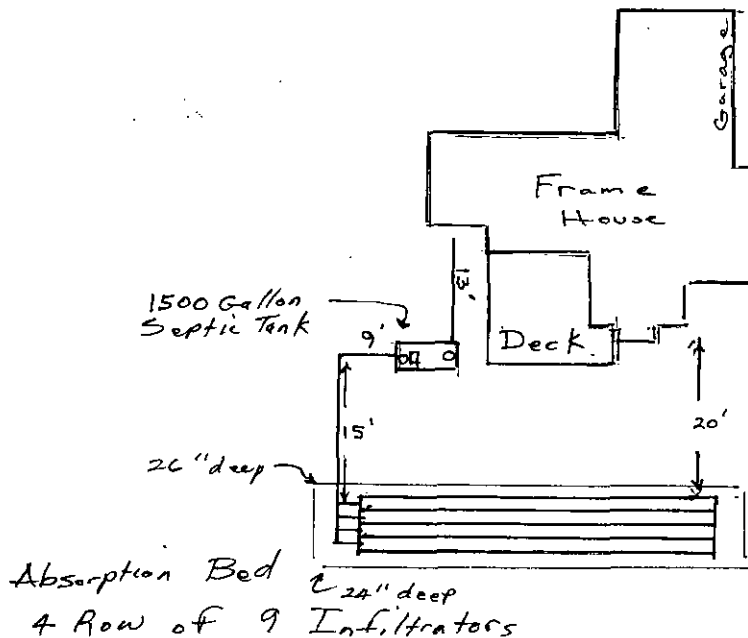 Garage
Frame
House
13'
1500 Gallon
Septic Tank
9'
Deck
15'
20'
26" deep
Absorption Bed
24" deep
4 Row of 9 Infiltrators